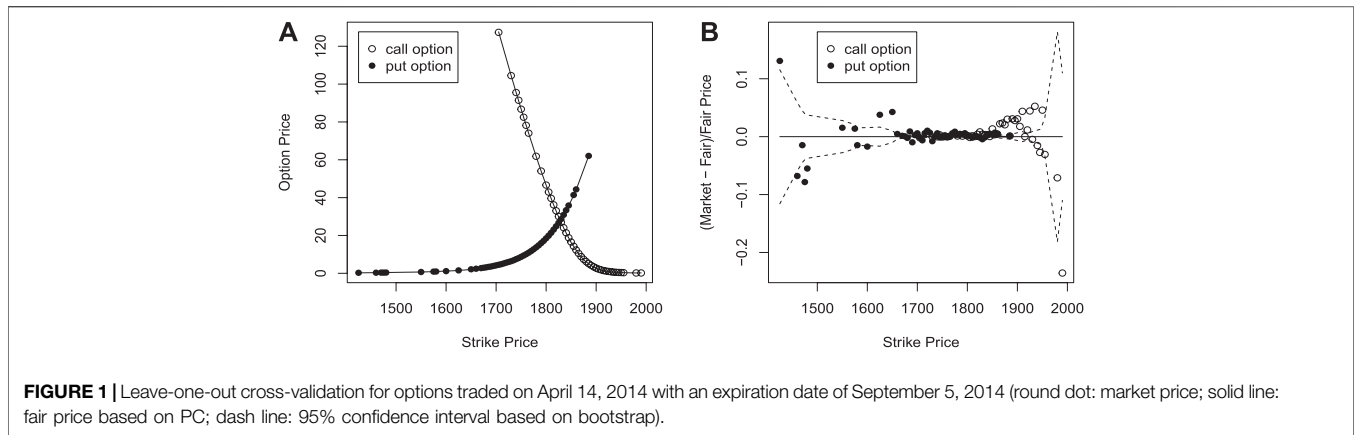 A
call option
put option
Option Price
120
100
80
60
40
20
0
1500 1600 1700 1800 1900 2000
Strike Price
B
call option
put option
(Market − Fair)/Fair Price
0.1
0.0
−0.1
−0.2
1500 1600 1700 1800 1900 2000
Strike Price
FIGURE 1 | Leave-one-out cross-validation for options traded on April 14, 2014 with an expiration date of September 5, 2014 (round dot: market price; solid line:
fair price based on PC; dash line: 95% confidence interval based on bootstrap).